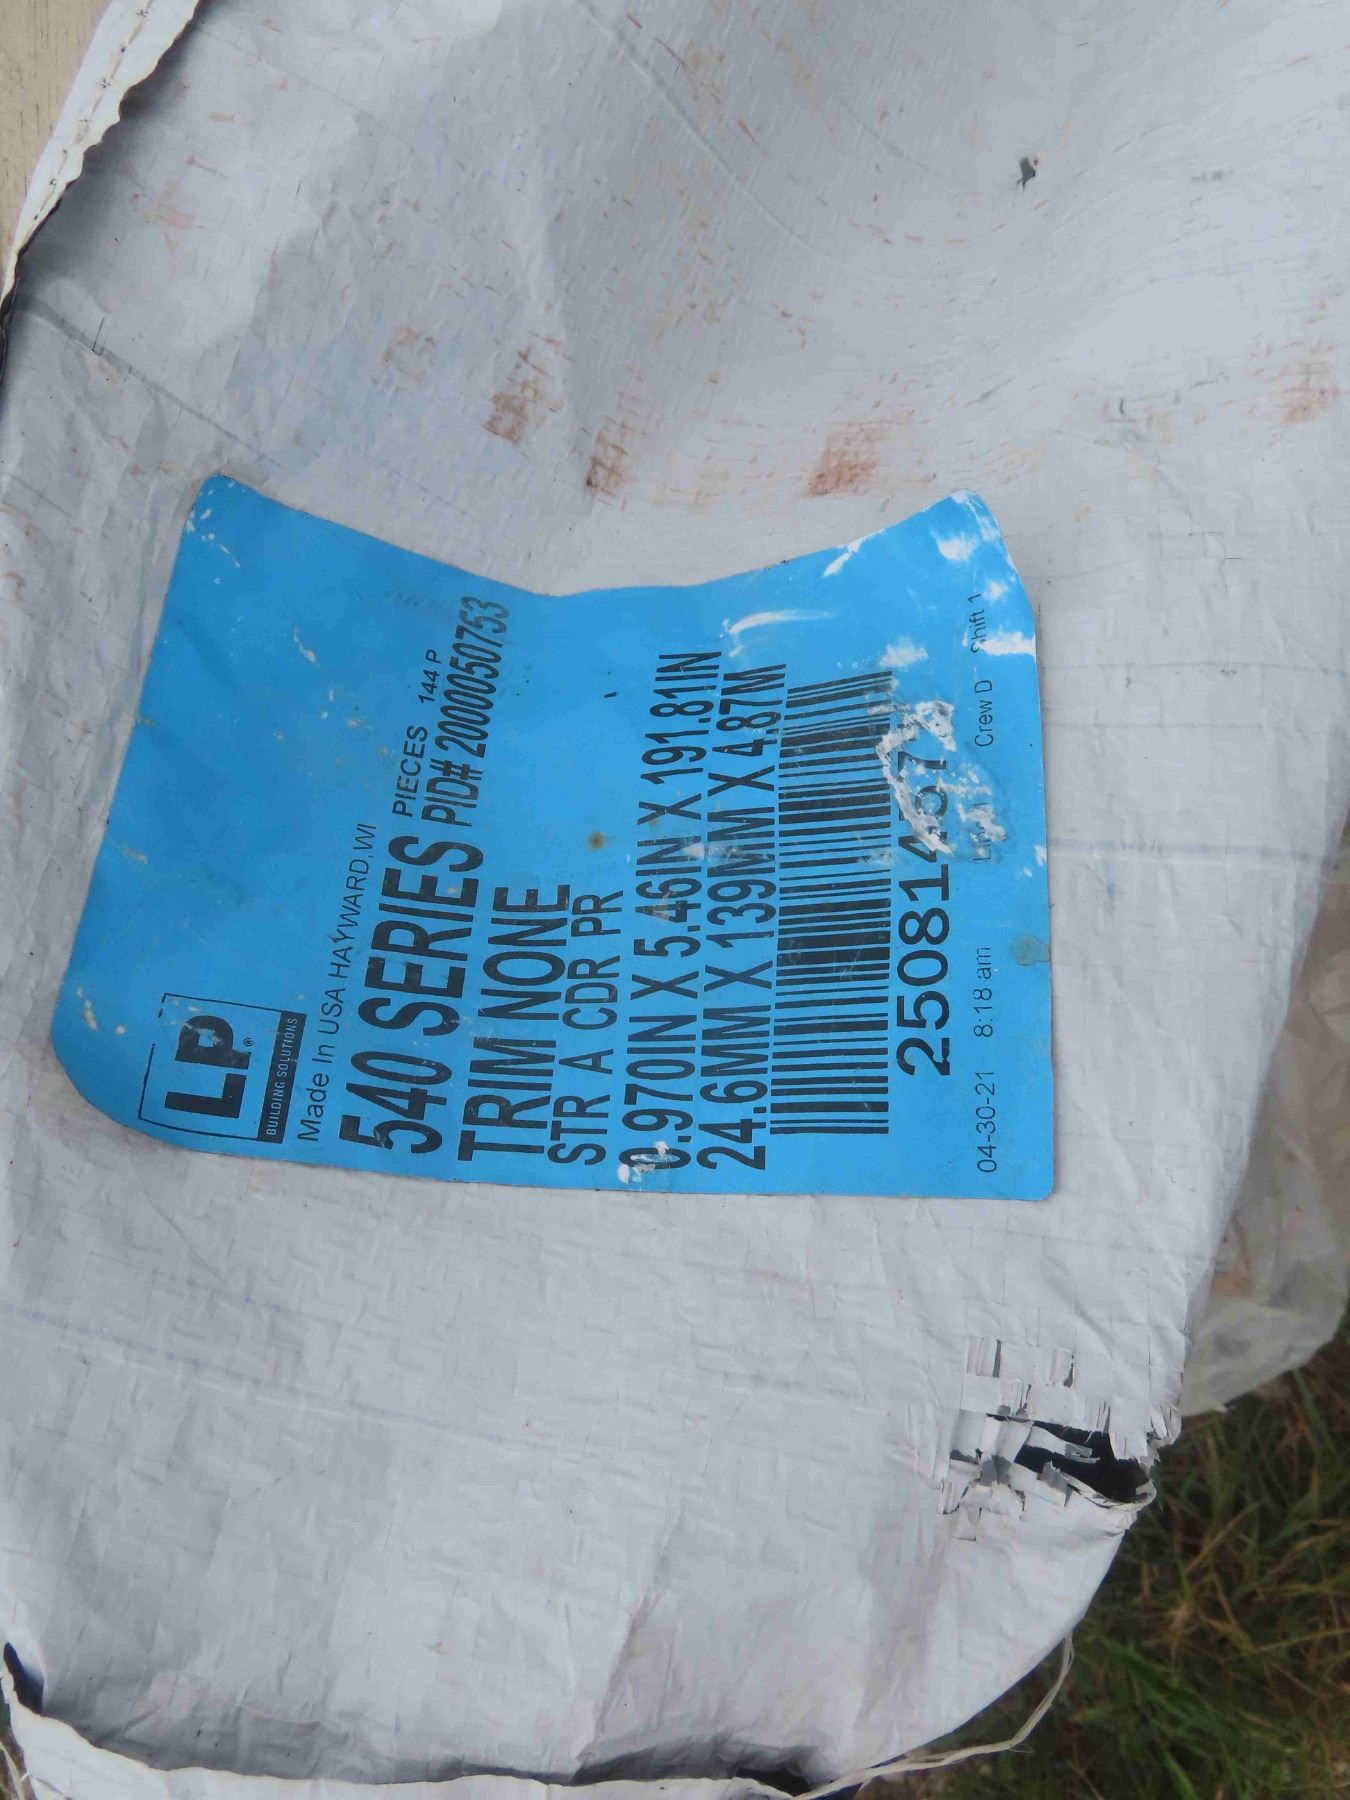 LP®
BUILDING SOLUTIONS
Made In USA HAYWARD, WI
540 SERIES PIECES 144 P
TRIM NONE PID# 2000050753
STR A CDR PR
0.970IN X 5.46IN X 191.81IN
24.6MM X 139MM X 4.87M
04-30-21 8:18 am Crew D Shift 1